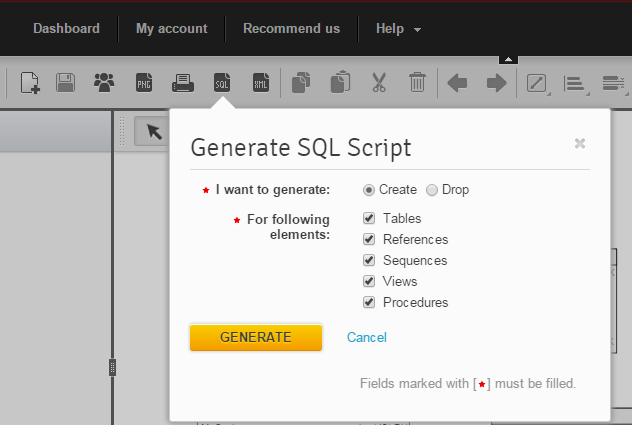 Dashboard
My account
Recommend us
Help
PNG
SQL
XML
Generate SQL Script
I want to generate:
Create
Drop
For following
elements:
Tables
References
Sequences
Views
Procedures
GENERATE
Cancel
Fields marked with [★] must be filled.